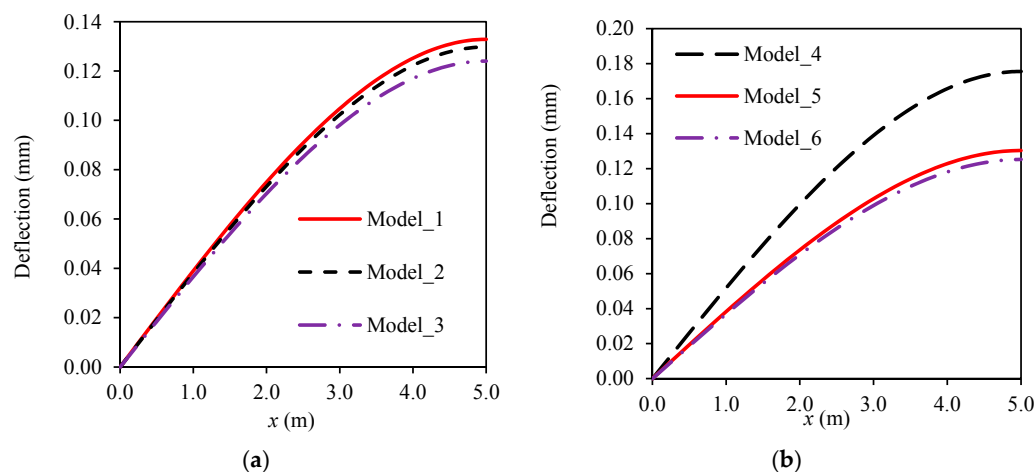 0.14
0.12
0.10
0.08
0.06
0.04
0.02
0.00
Deflection (mm)
Model_1
Model_2
Model_3
0.0 1.0 2.0 3.0 4.0 5.0
x (m)
(a)
0.20
0.18
0.16
0.14
0.12
0.10
0.08
0.06
0.04
0.02
0.00
Deflection (mm)
Model_4
Model_5
Model_6
0.0 1.0 2.0 3.0 4.0 5.0
x (m)
(b)